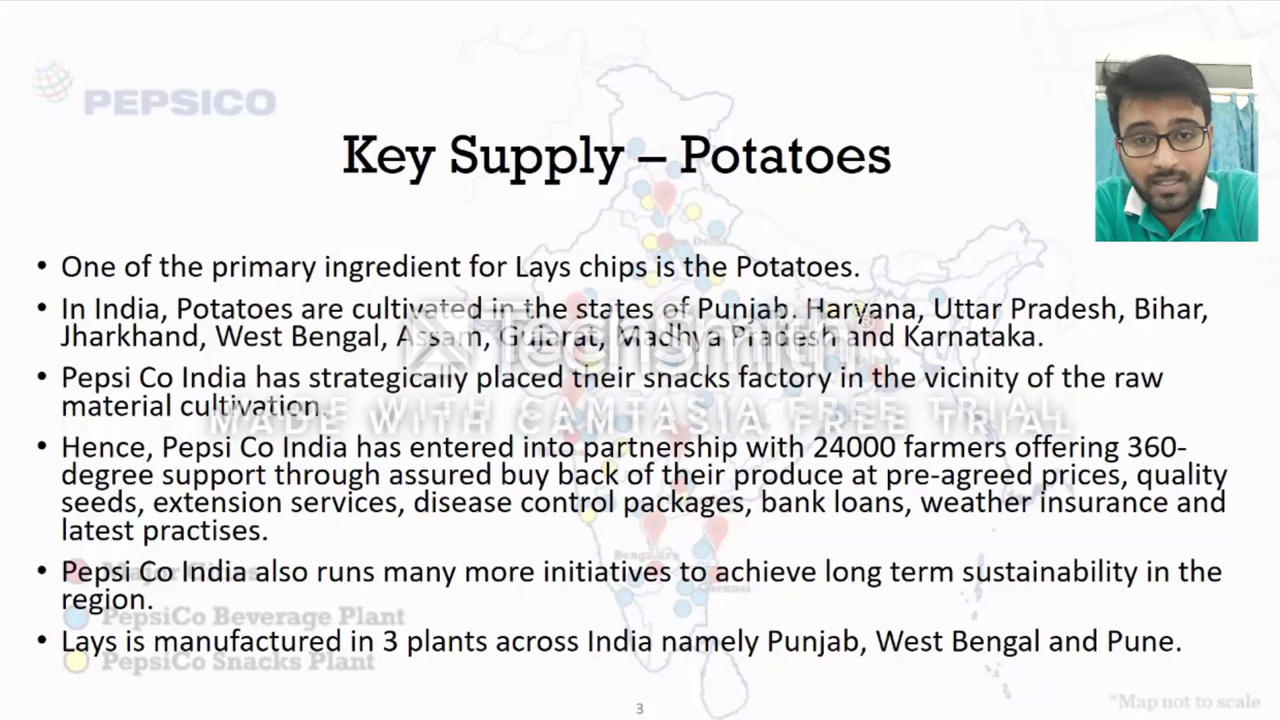 PEPSICO
Key Supply – Potatoes
• One of the primary ingredient for Lays chips is the Potatoes.
• In India, Potatoes are cultivated in the states of Punjab. Haryana, Uttar Pradesh, Bihar,
Jharkhand, West Bengal, Assam, Gujarat, Madhya Pradesh and Karnataka.
• Pepsi Co India has strategically placed their snacks factory in the vicinity of the raw
material cultivation.
• Hence, Pepsi Co India has entered into partnership with 24000 farmers offering 360-
degree support through assured buy back of their produce at pre-agreed prices, quality
seeds, extension services, disease control packages, bank loans, weather insurance and
latest practises.
• Pepsi Co India also runs many more initiatives to achieve long term sustainability in the
region.
• Lays is manufactured in 3 plants across India namely Punjab, West Bengal and Pune.
TechSmith
MADE WITH CAMTASIA FREE TRIAL
Delhi
Kolkata
Bengaluru
Chennai
Major Cities
PepsiCo Beverage Plant
PepsiCo Snacks Plant
3
*Map not to scale